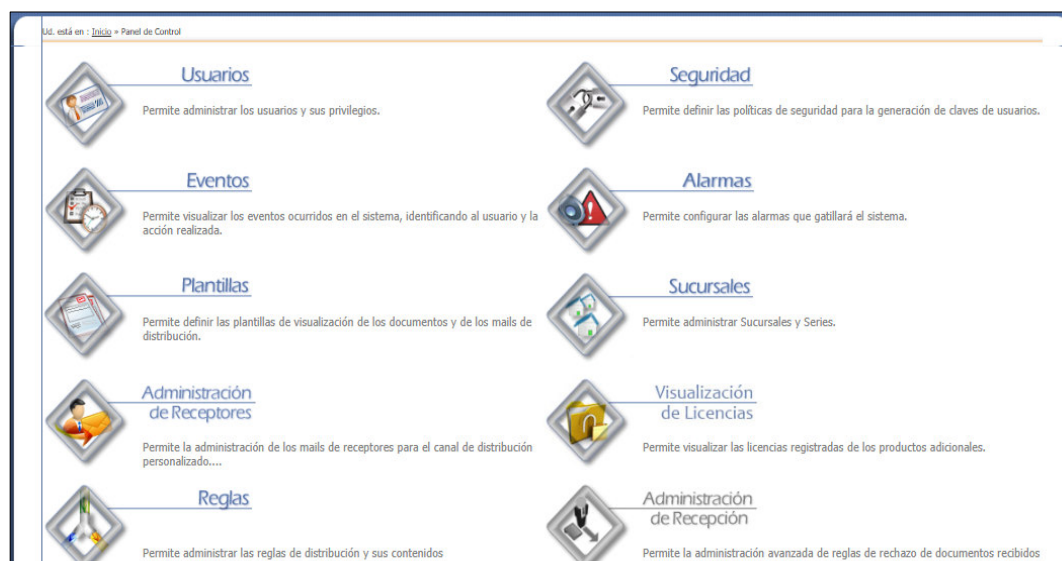 Ud. está en : Inicio » Panel de Control
Usuarios
Permite administrar los usuarios y sus privilegios.
Seguridad
Permite definir las políticas de seguridad para la generación de claves de usuarios.
Eventos
Permite visualizar los eventos ocurridos en el sistema, identificando al usuario y la
acción realizada.
Alarmas
Permite configurar las alarmas que gatillará el sistema.
Plantillas
Permite definir las plantillas de visualización de los documentos y de los mails de
distribución.
Sucursales
Permite administrar Sucursales y Series.
Administración
de Receptores
Permite la administración de los mails de receptores para el canal de distribución
personalizado....
Visualización
de Licencias
Permite visualizar las licencias registradas de los productos adicionales.
Reglas
Permite administrar las reglas de distribución y sus contenidos
Administración
de Recepción
Permite la administración avanzada de reglas de rechazo de documentos recibidos